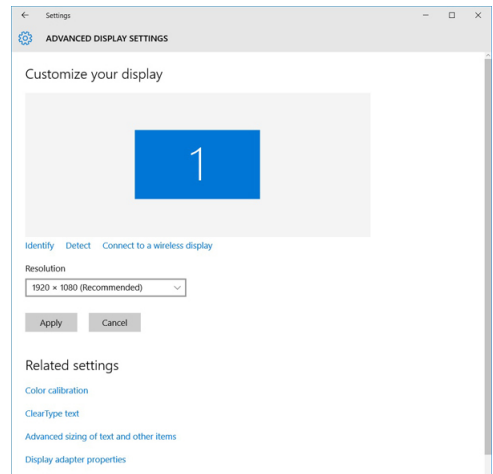 Settings
ADVANCED DISPLAY SETTINGS
Customize your display
1
Identify Detect Connect to a wireless display
Resolution
1920 × 1080 (Recommended)
Apply Cancel
Related settings
Color calibration
ClearType text
Advanced sizing of text and other items
Display adapter properties